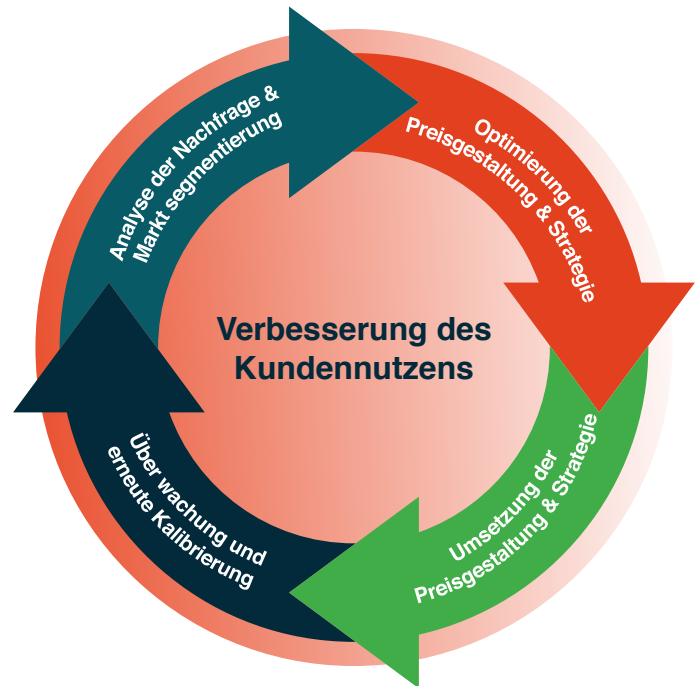 Analyse der Nachfrage &
Markt segmentierung
Optimierung der
Preisgestaltung & Strategie
Verbesserung des
Kundennutzens
Umsetzung der
Preisgestaltung & Strategie
Über wachung und
erneute Kalibrierung